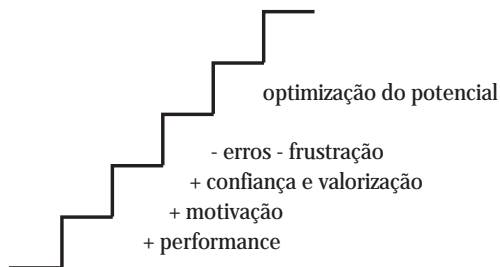 optimização do potencial
- erros - frustração
+ confiança e valorização
+ motivação
+ performance